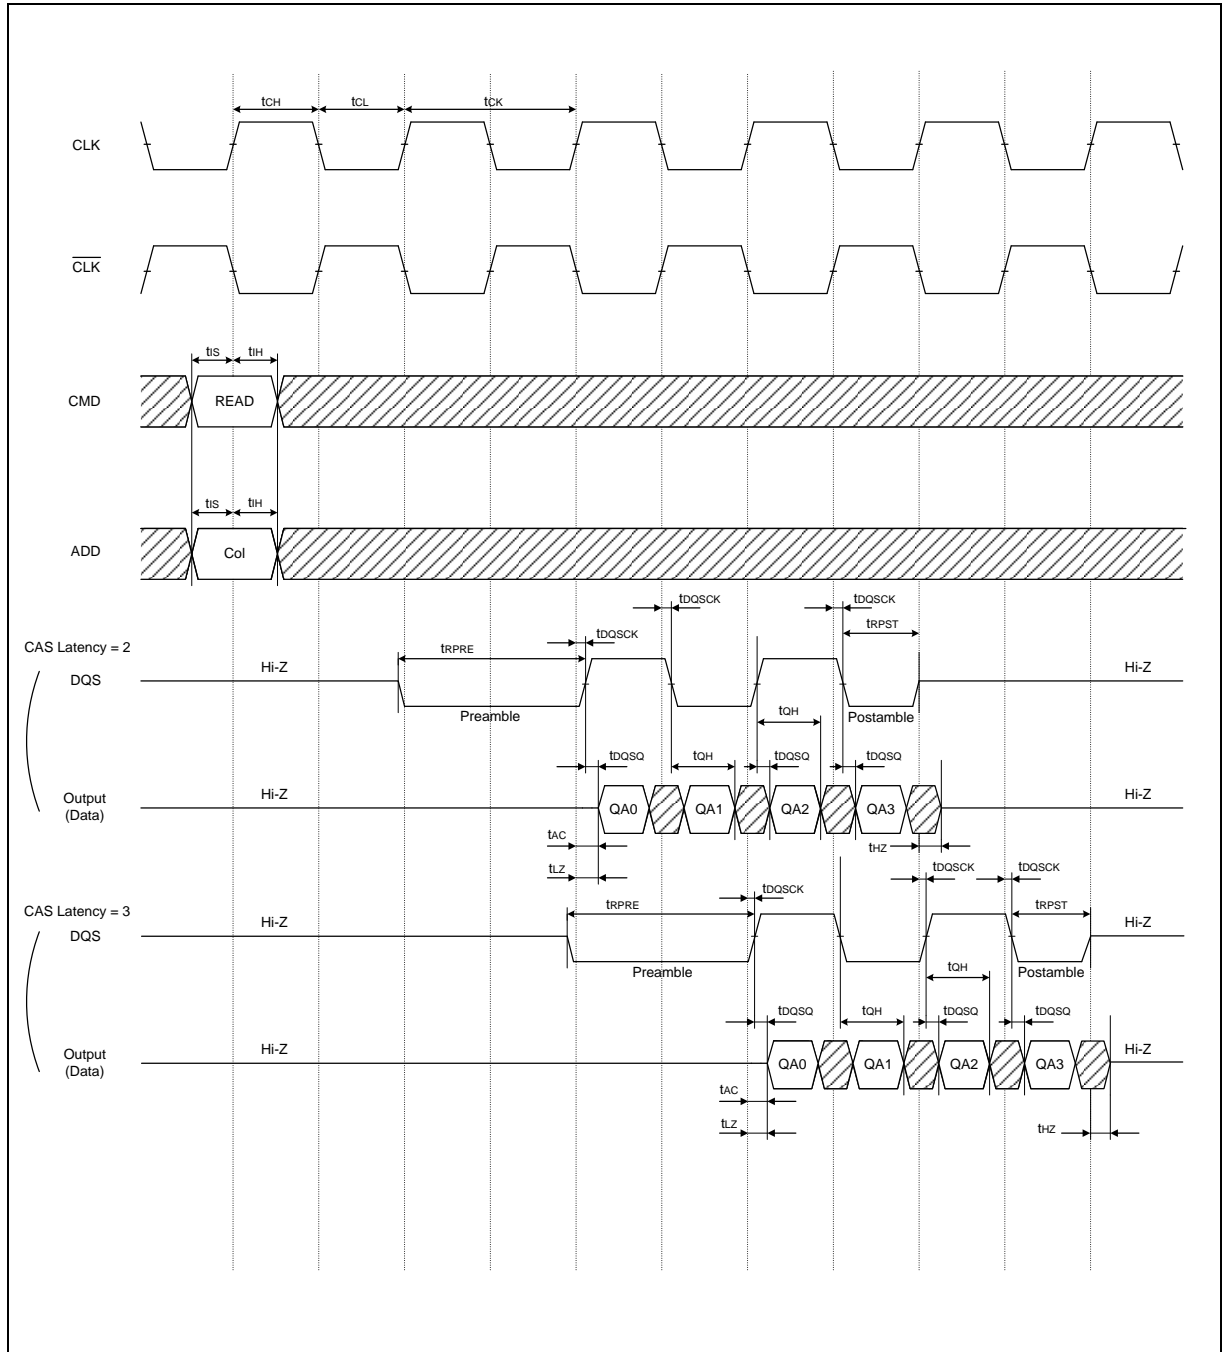 tCH tCL tCK
CLK
CLK
tIS tIH
CMD READ
tIS tIH
ADD Col
tDQSCK tDQSCK
tDQSCK tRPST
CAS Latency = 2 tRPRE
DQS Hi-Z Hi-Z
Preamble Postamble
tQH
tDQSQ tQH tDQSQ tDQSQ
Output Hi-Z Hi-Z
(Data) QA0 QA1 QA2 QA3
tAC tHZ
tLZ
tDQSCK tDQSCK tDQSCK
CAS Latency = 3 tRPRE tRPST
DQS Hi-Z Hi-Z
Preamble Postamble
tQH
tDQSQ tQH tDQSQ tDQSQ
Output Hi-Z Hi-Z
(Data) QA0 QA1 QA2 QA3
tAC
tLZ tHZ